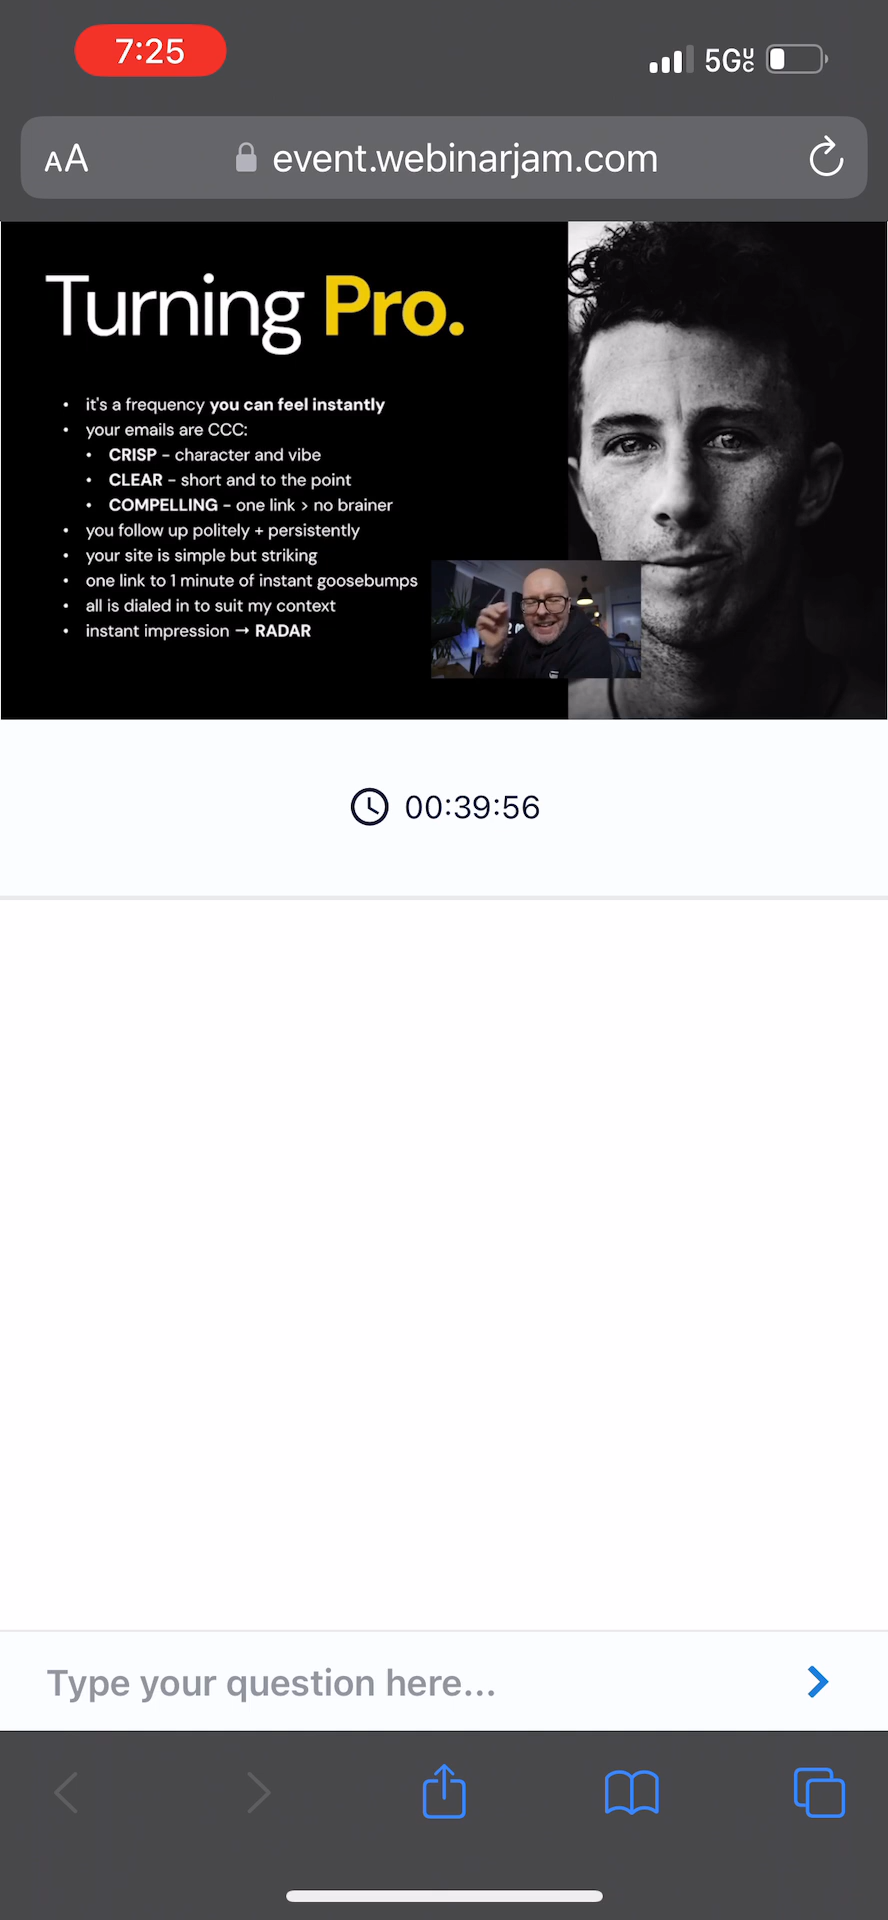 7:25
5GUC
AA
event.webinarjam.com
Turning Pro.
• it's a frequency you can feel instantly
• your emails are CCC:
• CRISP - character and vibe
• CLEAR - short and to the point
• COMPELLING - one link > no brainer
• you follow up politely + persistently
• your site is simple but striking
• one link to 1 minute of instant goosebumps
• all is dialed in to suit my context
• instant impression → RADAR
00:39:56
Type your question here...